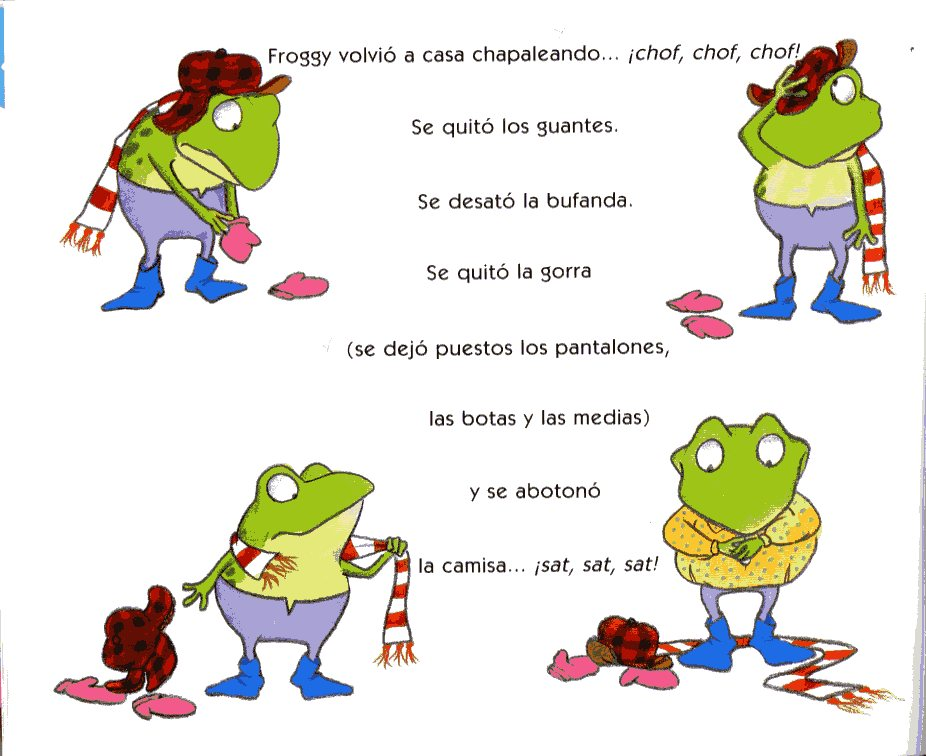 Froggy volvió a casa chapaleando... ¡chof, chof, chof!
Se quitó los guantes.
Se desató la bufanda.
Se quitó la gorra
(se dejó puestos los pantalones,
las botas y las medias)
y se abotonó
la camisa... ¡sat, sat, sat!